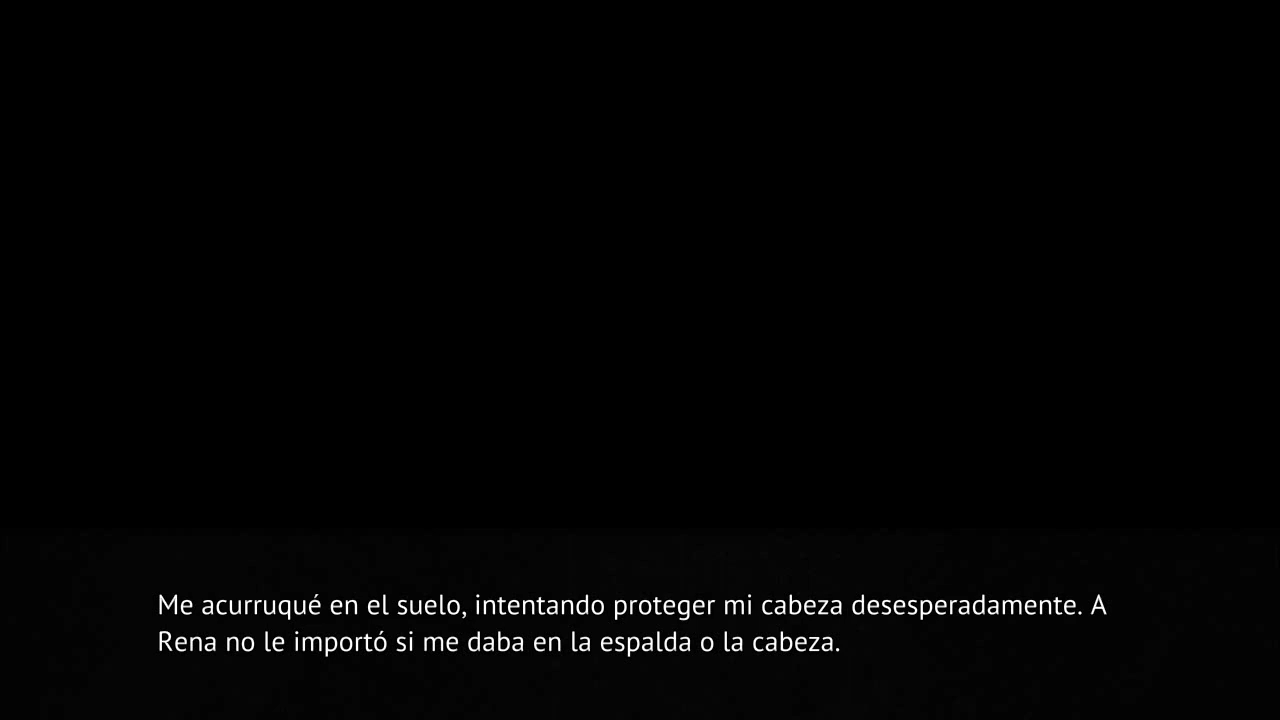 Me acurruqué en el suelo, intentando proteger mi cabeza desesperadamente. A
Rena no le importó si me daba en la espalda o la cabeza.